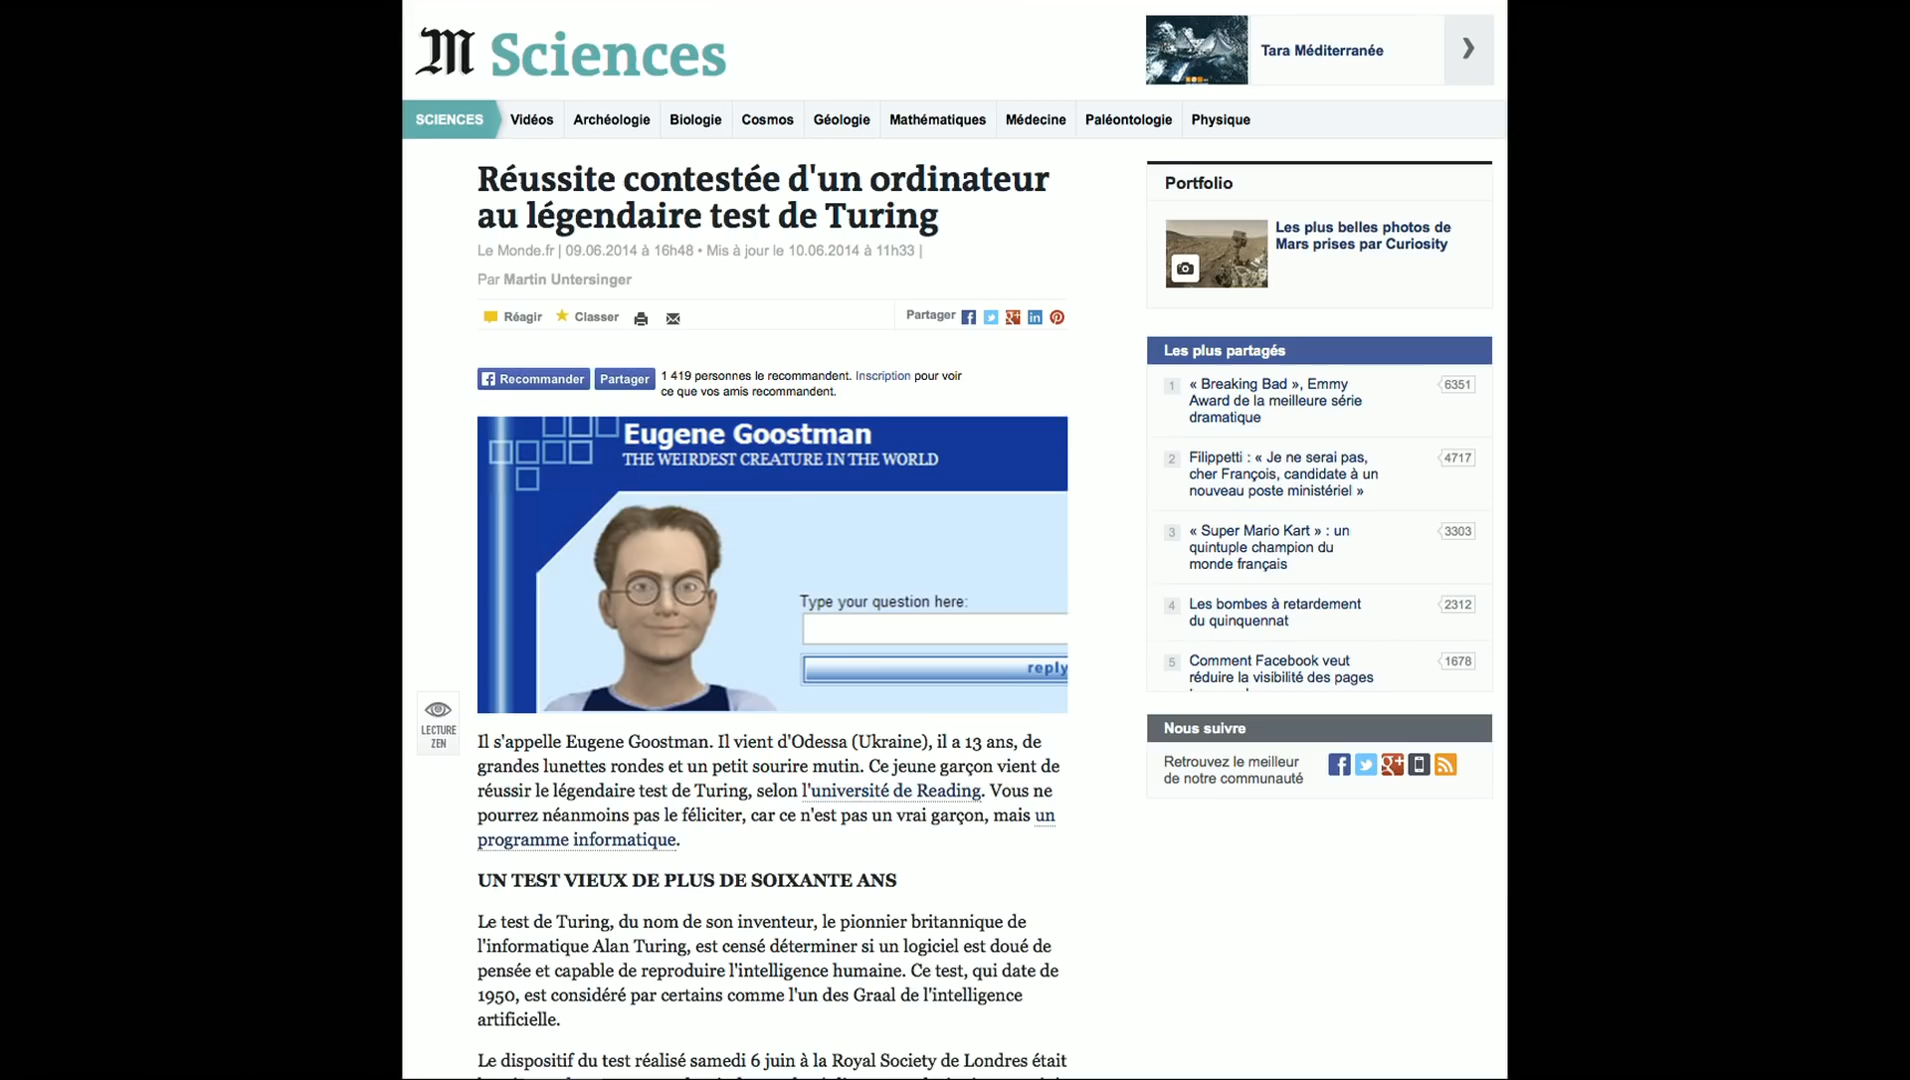 M Sciences
Tara Méditerranée
SCIENCES Vidéos Archéologie Biologie Cosmos Géologie Mathématiques Médecine Paléontologie Physique
Réussite contestée d'un ordinateur
au légendaire test de Turing
Le Monde.fr | 09.06.2014 à 16h48 • Mis à jour le 10.06.2014 à 11h33 |
Par Martin Untersinger
Réagir Classer
Partager
Recommander Partager 1 419 personnes le recommandent. Inscription pour voir
ce que vos amis recommandent.
Eugene Goostman
THE WEIRDEST CREATURE IN THE WORLD
Type your question here:
reply
LECTURE
ZEN
Il s'appelle Eugene Goostman. Il vient d'Odessa (Ukraine), il a 13 ans, de
grandes lunettes rondes et un petit sourire mutin. Ce jeune garçon vient de
réussir le légendaire test de Turing, selon l'université de Reading. Vous ne
pourrez néanmoins pas le féliciter, car ce n'est pas un vrai garçon, mais un
programme informatique.
UN TEST VIEUX DE PLUS DE SOIXANTE ANS
Le test de Turing, du nom de son inventeur, le pionnier britannique de
l'informatique Alan Turing, est censé déterminer si un logiciel est doué de
pensée et capable de reproduire l'intelligence humaine. Ce test, qui date de
1950, est considéré par certains comme l'un des Graal de l'intelligence
artificielle.
Le dispositif du test réalisé samedi 6 juin à la Royal Society de Londres était
Portfolio
Les plus belles photos de
Mars prises par Curiosity
Les plus partagés
1 « Breaking Bad », Emmy 6351
Award de la meilleure série
dramatique
2 Filippetti : « Je ne serai pas, 4717
cher François, candidate à un
nouveau poste ministériel »
3 « Super Mario Kart » : un 3303
quintuple champion du
monde français
4 Les bombes à retardement 2312
du quinquennat
5 Comment Facebook veut 1678
réduire la visibilité des pages
Nous suivre
Retrouvez le meilleur
de notre communauté